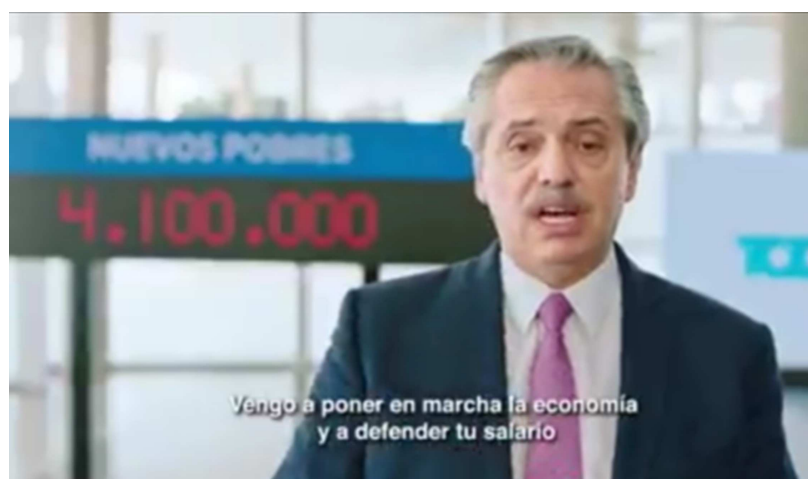 NUEVOS POBRES
4.100.000
Vengo a poner en marcha la economía
y a defender tu salario